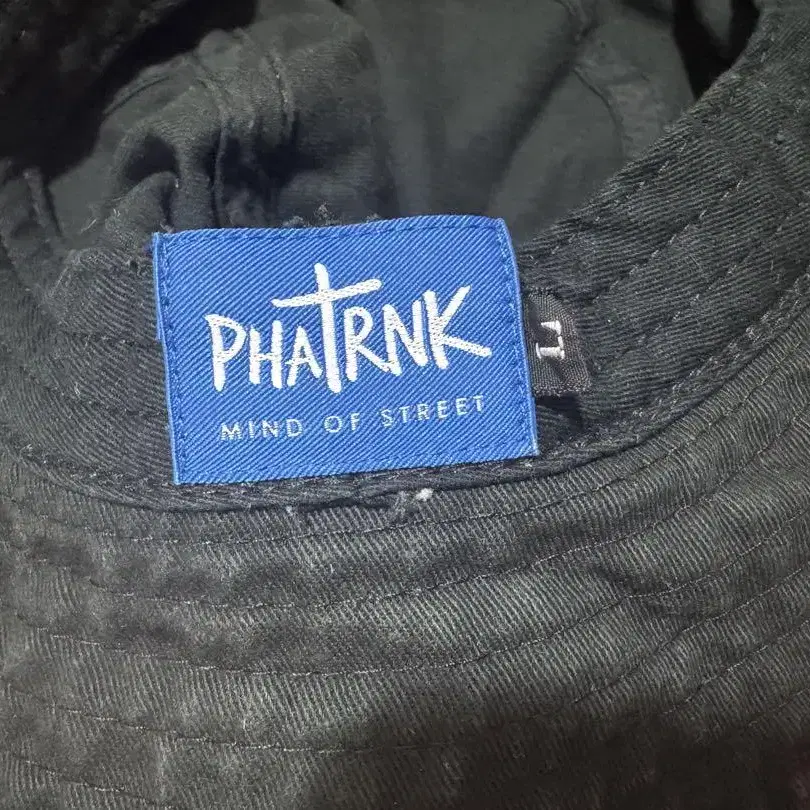 PHATRNK
MIND OF STREET
L